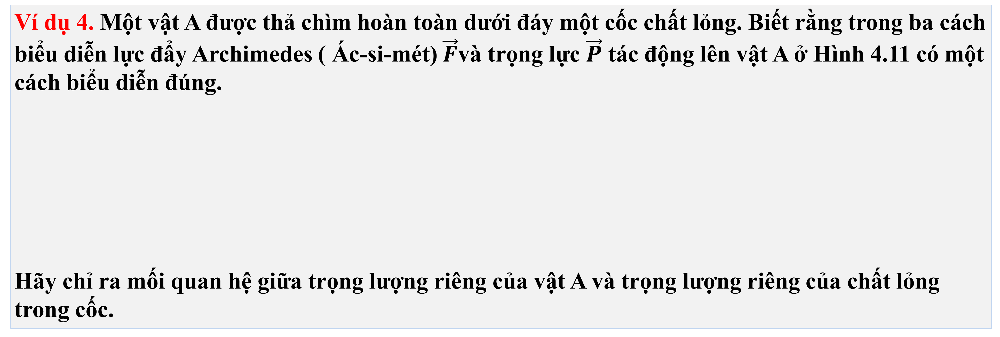 Ví dụ 4. Một vật A được thả chìm hoàn toàn dưới đáy một cốc chất lỏng. Biết rằng trong ba cách
biểu diễn lực đẩy Archimedes ( Ác-si-mét) $\overrightarrow{F}$và trọng lực $\overrightarrow{P}$ tác động lên vật A ở Hình 4.11 có một
cách biểu diễn đúng.
Hãy chỉ ra mối quan hệ giữa trọng lượng riêng của vật A và trọng lượng riêng của chất lỏng
trong cốc.